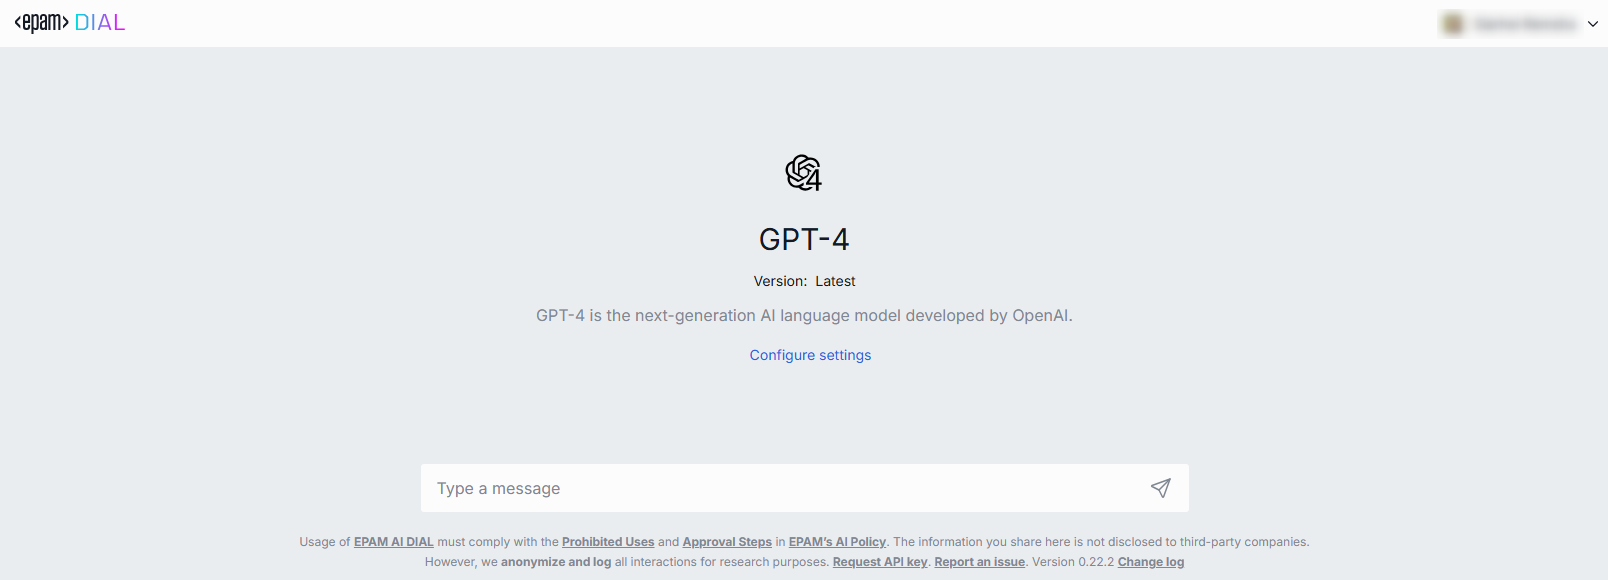 <epam> DIAL
4
GPT-4
Version: Latest
GPT-4 is the next-generation AI language model developed by OpenAI.
Configure settings
Type a message
Usage of EPAM AI DIAL must comply with the Prohibited Uses and Approval Steps in EPAM's AI Policy. The information you share here is not disclosed to third-party companies.
However, we anonymize and log all interactions for research purposes. Request API key. Report an issue. Version 0.22.2 Change log